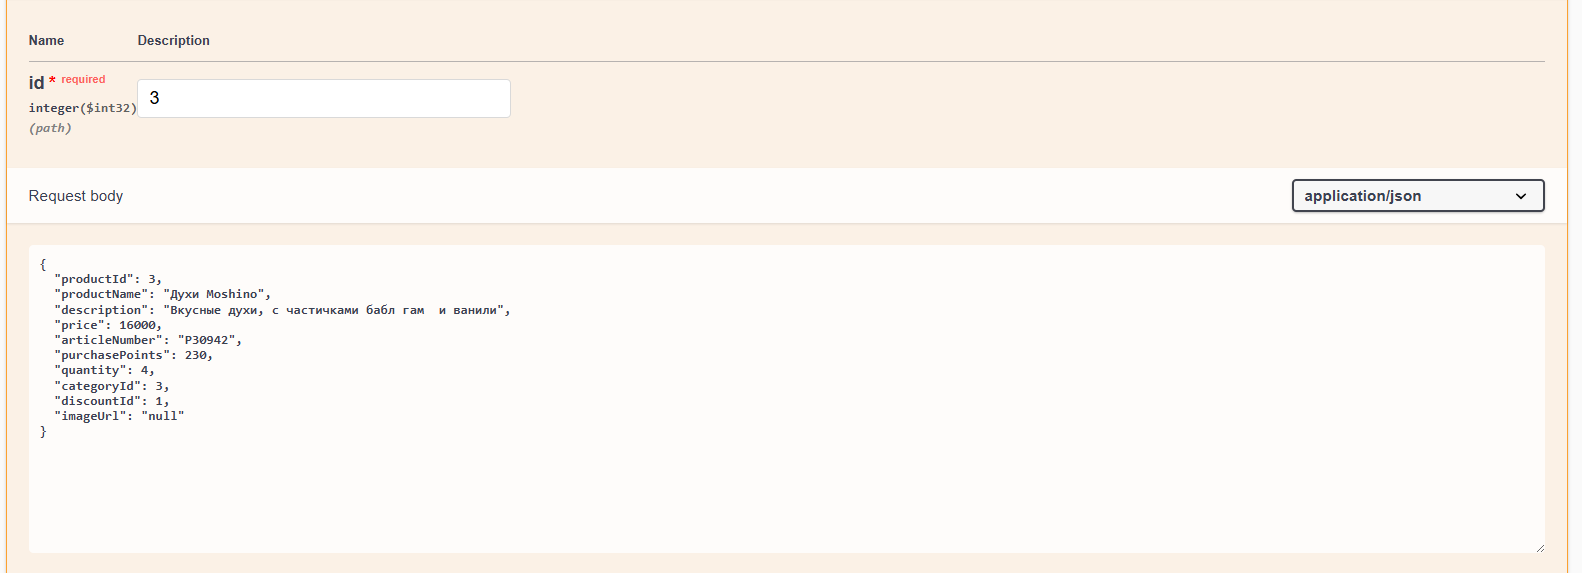 Name Description
id * required
integer($int32)
(path)
3
Request body
application/json
{
  "productId": 3,
  "productName": "Духи Moshino",
  "description": "Вкусные духи, с частичками бабл гам  и ванили",
  "price": 16000,
  "articleNumber": "P30942",
  "purchasePoints": 230,
  "quantity": 4,
  "categoryId": 3,
  "discountId": 1,
  "imageUrl": "null"
}